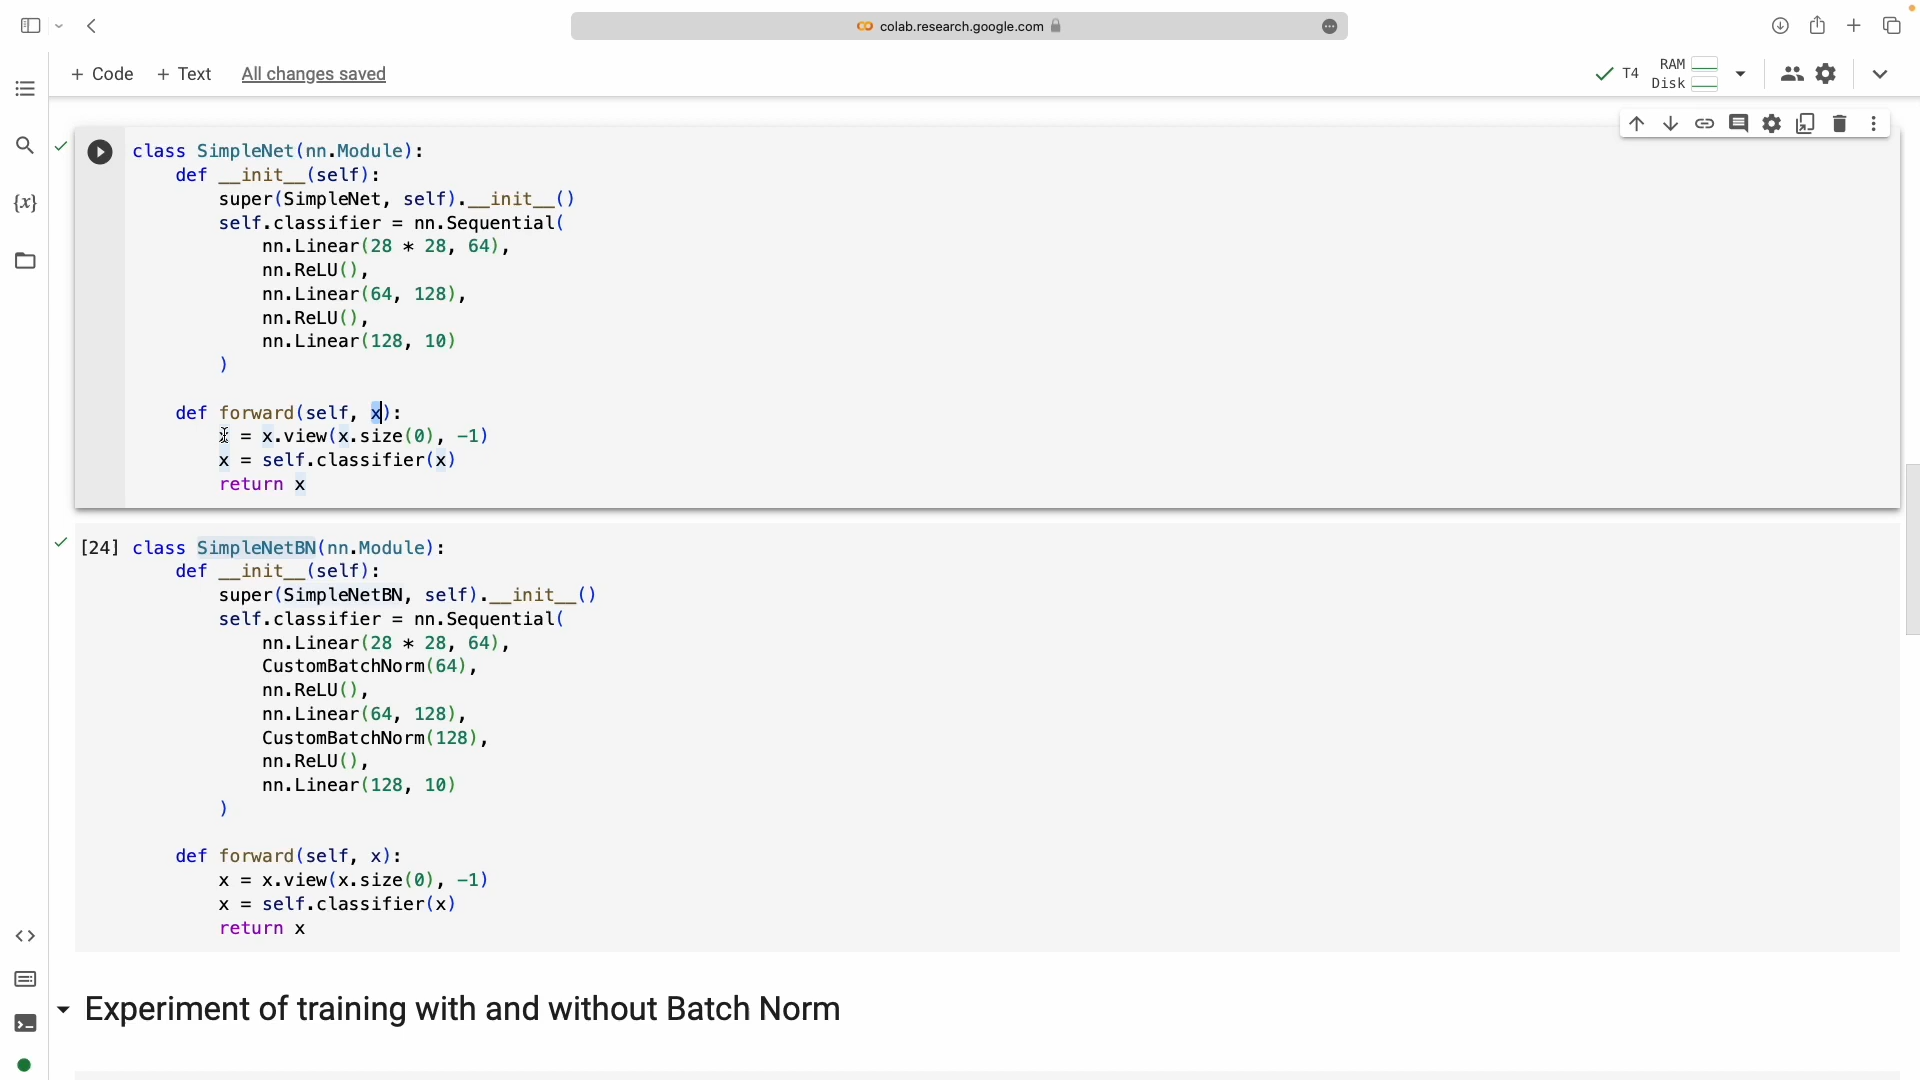 colab.research.google.com
+ Code + Text All changes saved
T4 RAM
Disk
{x}
class SimpleNet(nn.Module):
    def __init__(self):
        super(SimpleNet, self).__init__()
        self.classifier = nn.Sequential(
            nn.Linear(28 * 28, 64),
            nn.ReLU(),
            nn.Linear(64, 128),
            nn.ReLU(),
            nn.Linear(128, 10)
        )
    def forward(self, x):
        x = x.view(x.size(0), -1)
        x = self.classifier(x)
        return x
[24] class SimpleNetBN(nn.Module):
    def __init__(self):
        super(SimpleNetBN, self).__init__()
        self.classifier = nn.Sequential(
            nn.Linear(28 * 28, 64),
            CustomBatchNorm(64),
            nn.ReLU(),
            nn.Linear(64, 128),
            CustomBatchNorm(128),
            nn.ReLU(),
            nn.Linear(128, 10)
        )
    def forward(self, x):
        x = x.view(x.size(0), -1)
        x = self.classifier(x)
        return x
Experiment of training with and without Batch Norm